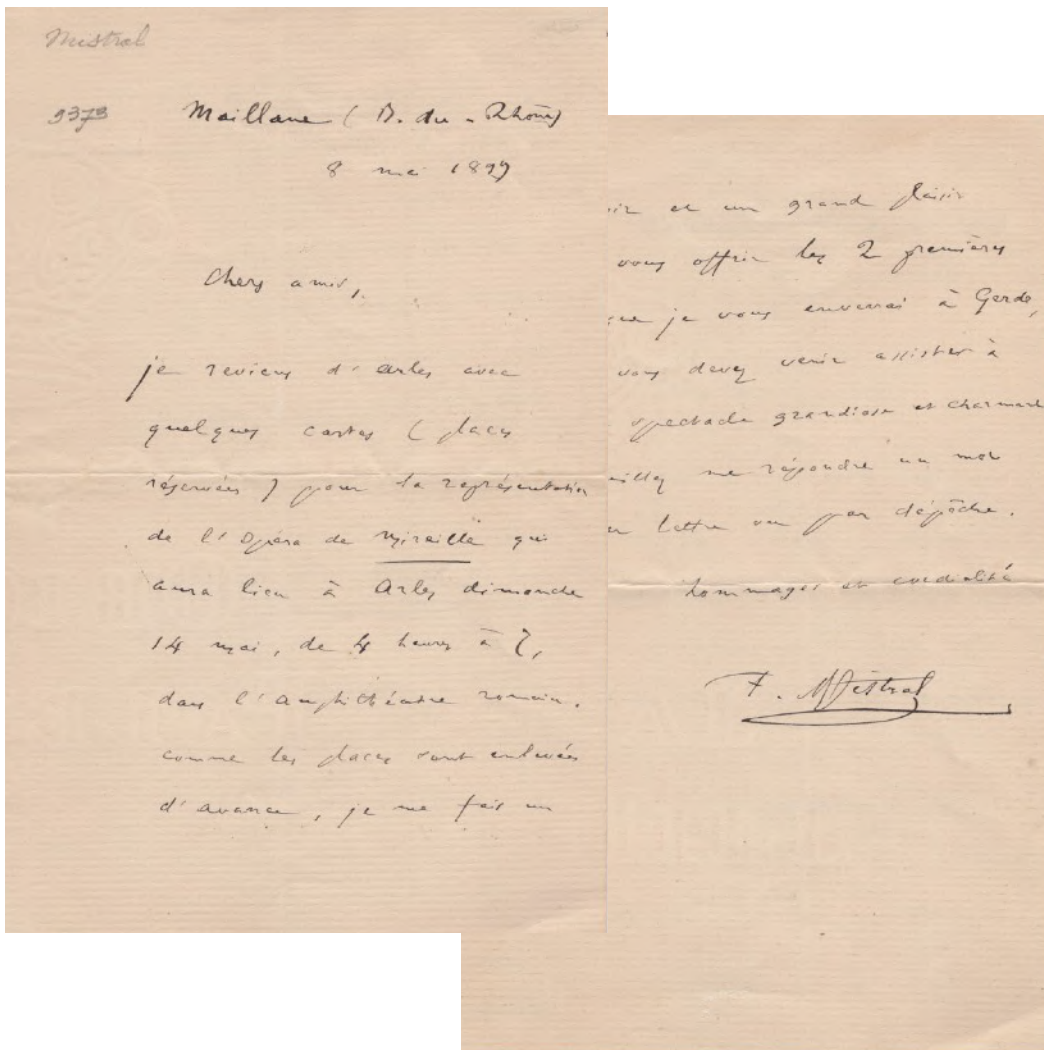 Mistral
9373
Maillane (B. du-Rhône)
8 mai 1899
Chers amis,
je reviens d'Arles avec
quelques cartes (places
réservées) pour la représentation
de l'opéra de Mireille qui
aura lieu à Arles dimanche
14 mai, de 4 heures à 7,
dans l'amphithéâtre romain.
comme les places sont enlevées
d'avance, je me fais un
ir et un grand plaisir
vous offrir les 2 premières
que je vous enverrai à Gerde,
vous devez venir assister à
spectacle grandiose et charmant
uillez me répondre un mot
lettre ou par dépêche.
hommages et cordialité
F. Mistral